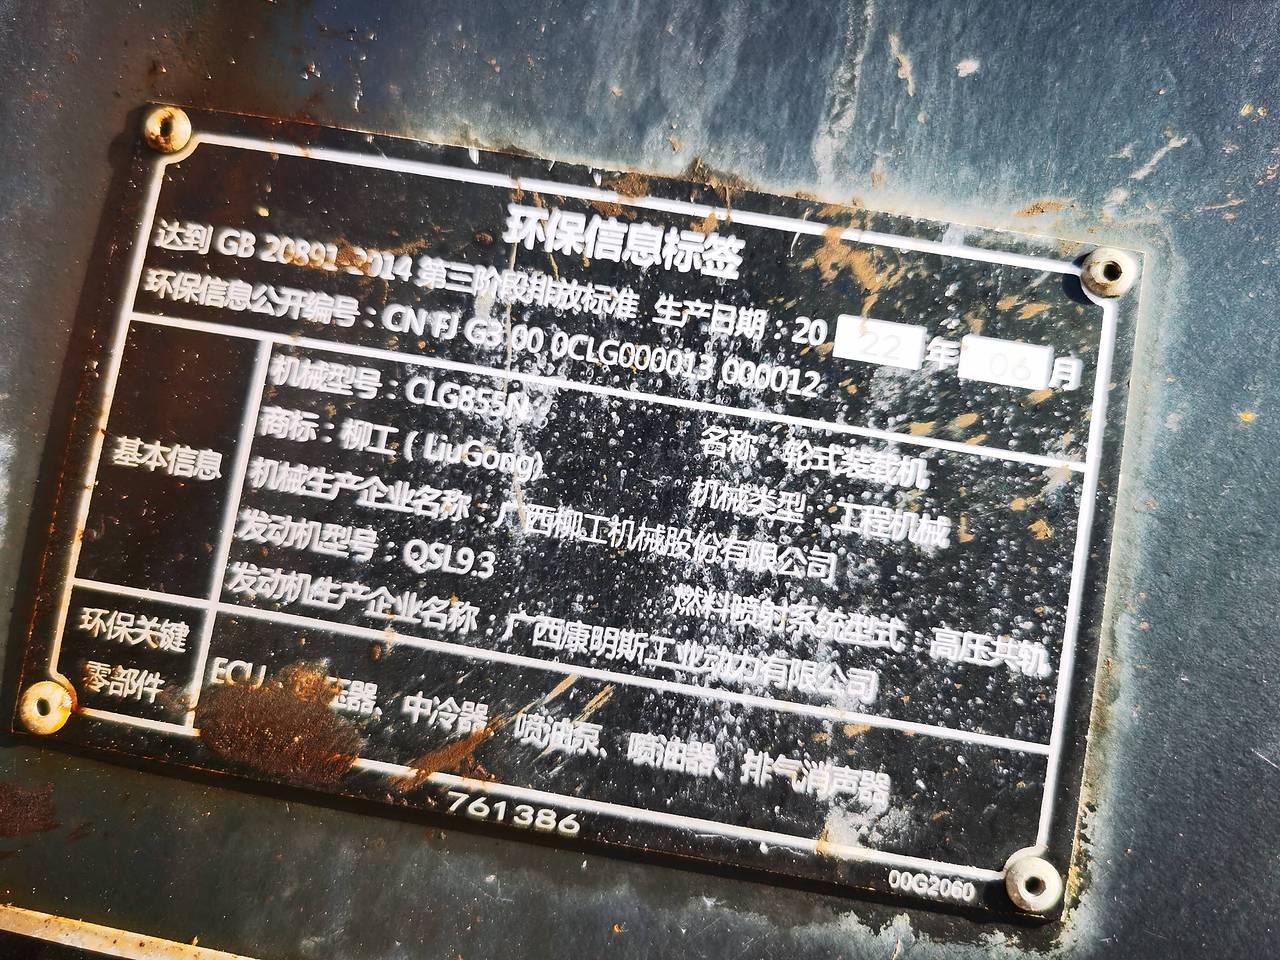 环保信息标签
达到 GB 20891-2014 第三阶段排放标准 生产日期：2022年06月
环保信息公开编号：CN FJ G3 00 0CLG000013 000012
基本信息
机械型号：CLG855N 名称：轮式装载机
商标：柳工（LiuGong） 机械类型：工程机械
机械生产企业名称：广西柳工机械股份有限公司
发动机型号：QSL9.3 燃料喷射系统型式：高压共轨
发动机生产企业名称：广西康明斯工业动力有限公司
环保关键
零部件
ECU、压器、中冷器、喷油泵、喷油器、排气消声器
761386
00G2060